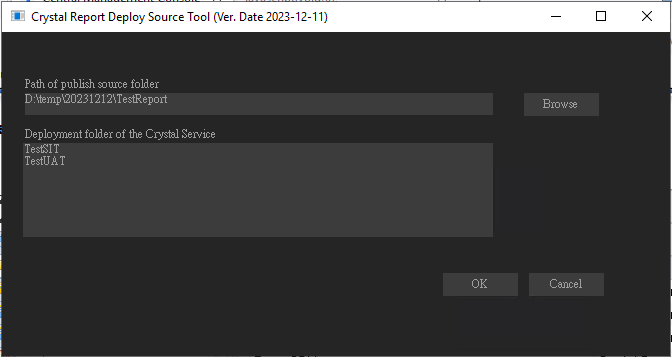 Crystal Report Deploy Source Tool (Ver. Date 2023-12-11)
Path of publish source folder
D:\temp\20231212\TestReport
Browse
Deployment folder of the Crystal Service
TestSIT
TestUAT
OK
Cancel